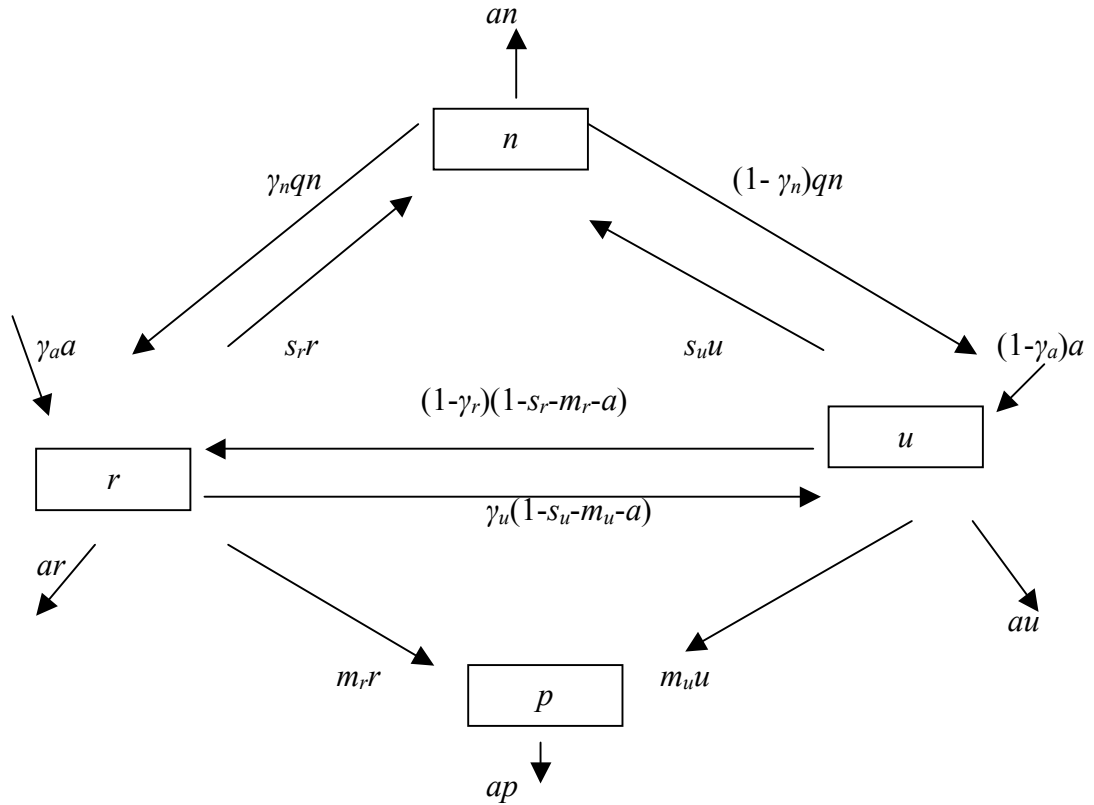 an
n
γₙqn
(1- γₙ)qn
γₐa
sᵣr
sᵤu
(1-γₐ)a
(1-γᵣ)(1-sᵣ-mᵣ-a)
u
r
γᵤ(1-sᵤ-mᵤ-a)
ar
au
mᵣr
p
mᵤu
ap